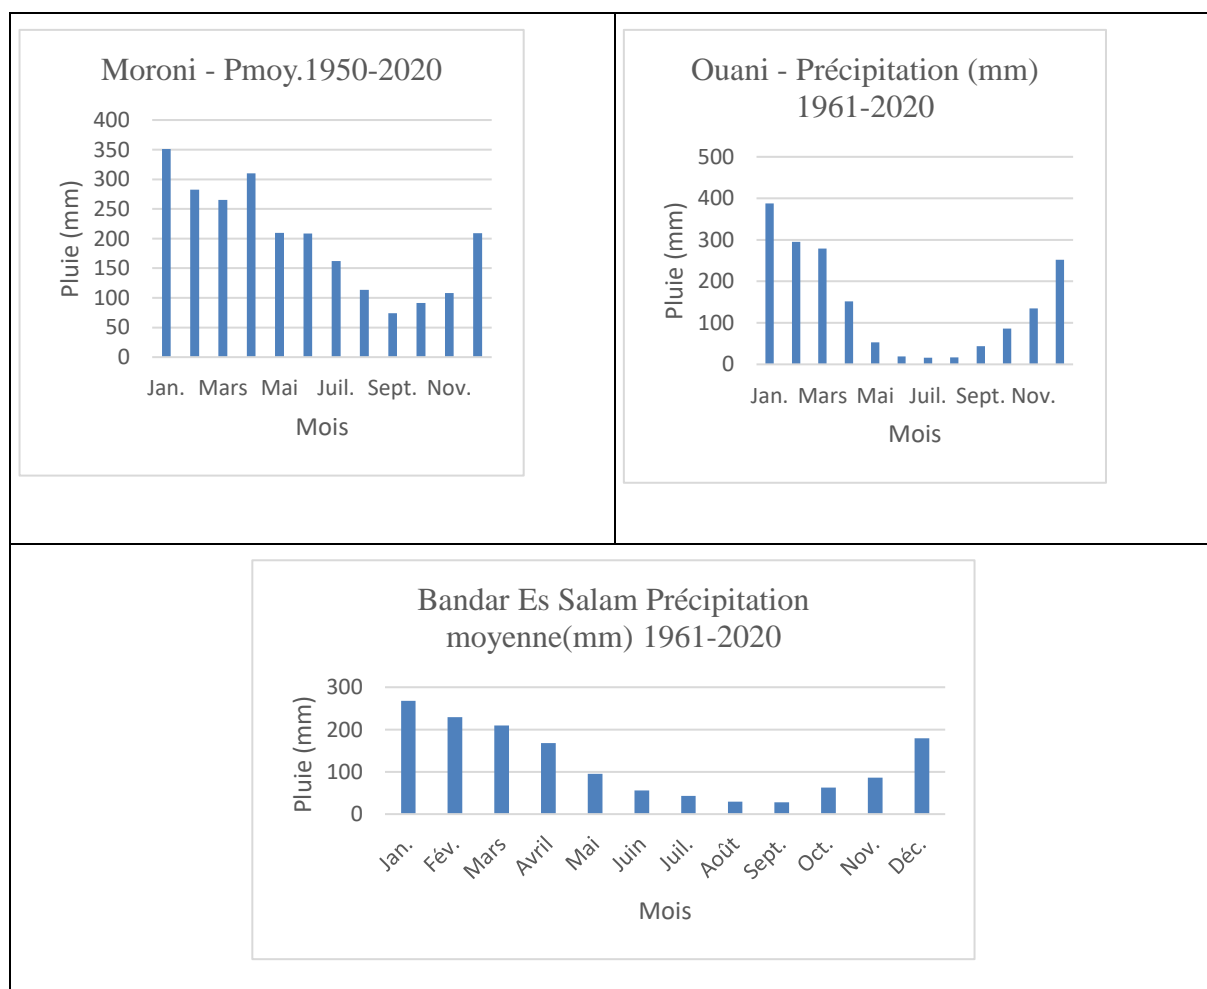 Moroni - Pmoy.1950-2020
400
350
300
250
200
150
100
50
0
Pluie (mm)
Jan. Mars Mai Juil. Sept. Nov.
Mois
Ouani - Précipitation (mm)
1961-2020
500
400
300
200
100
0
Pluie (mm)
Jan. Mars Mai Juil. Sept. Nov.
Mois
Bandar Es Salam Précipitation
moyenne(mm) 1961-2020
300
200
100
0
Pluie (mm)
Jan. Fév. Mars Avril Mai Juin Juil. Août Sept. Oct. Nov. Déc.
Mois